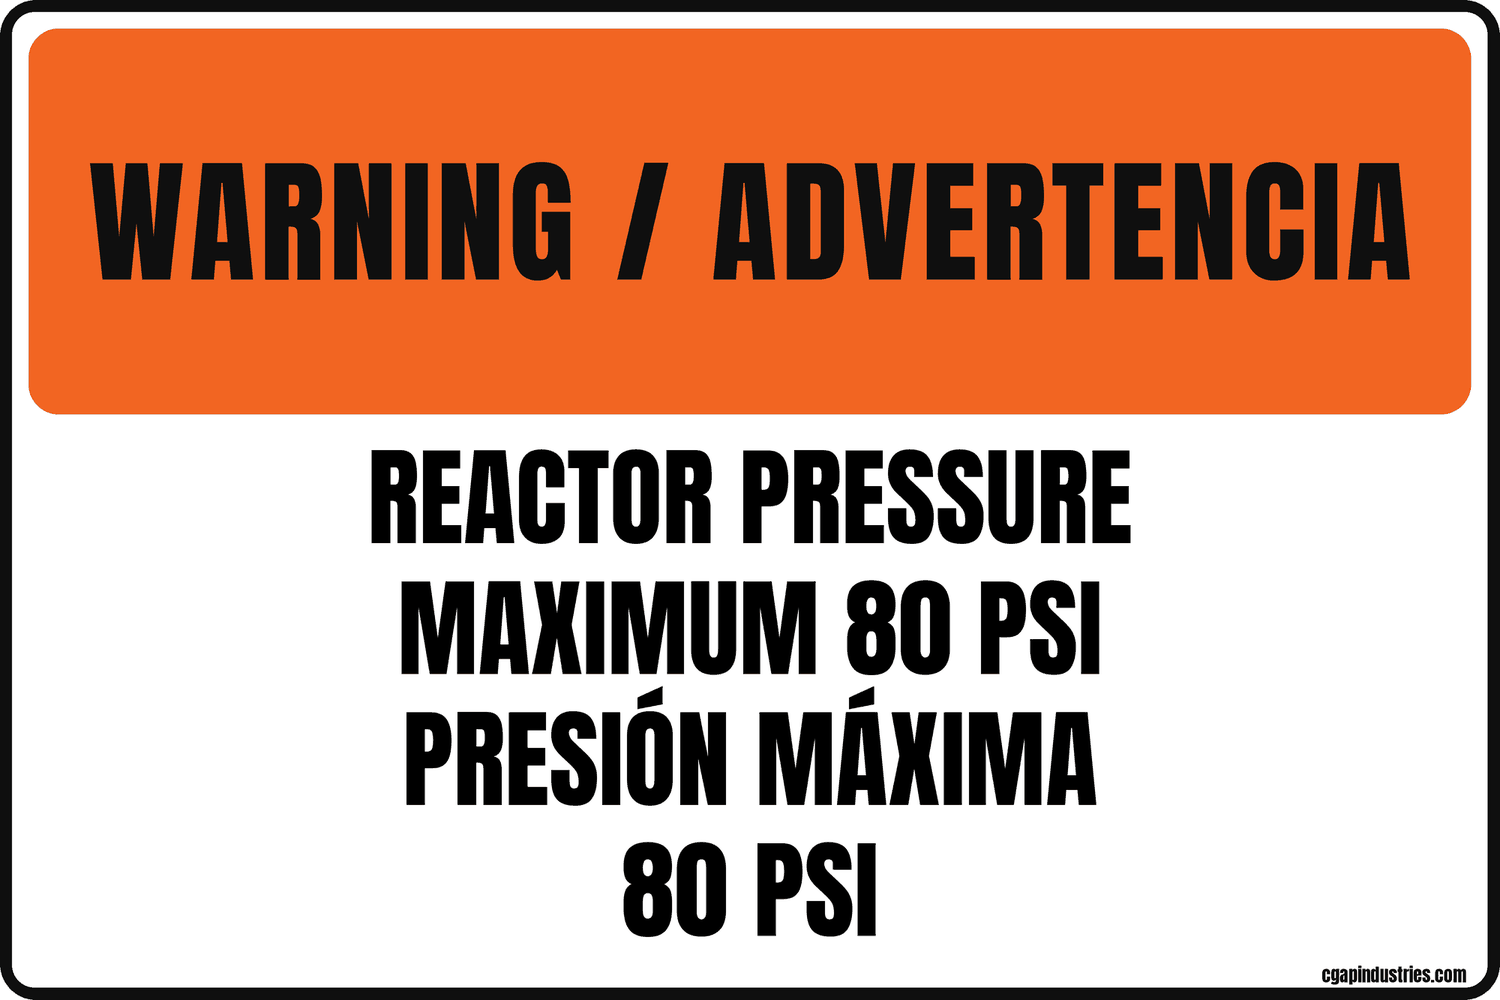 WARNING / ADVERTENCIA
REACTOR PRESSURE
MAXIMUM 80 PSI
PRESIÓN MÁXIMA
80 PSI
cgapindustries.com